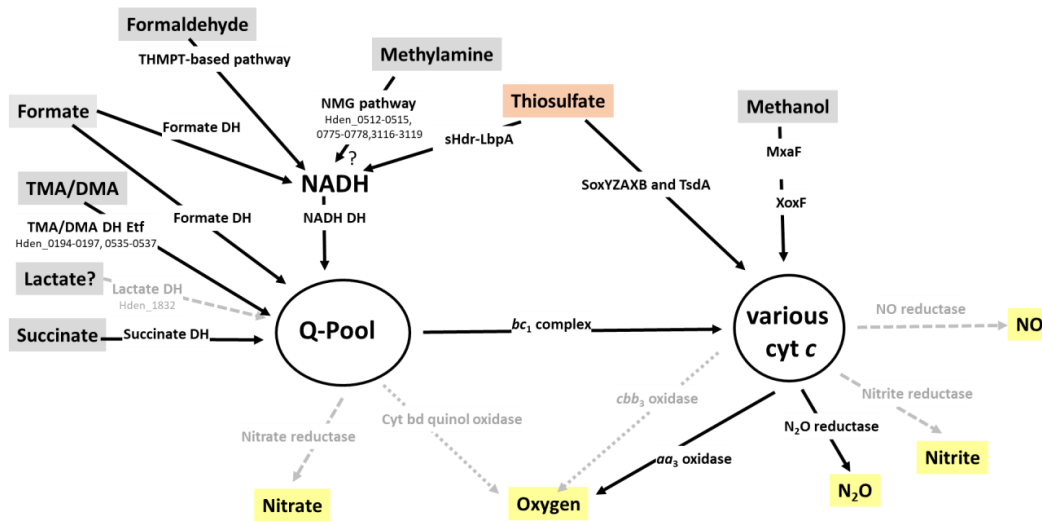 Formaldehyde
THMPT-based pathway
Methylamine
NMG pathway
Hden_0512-0515,
0775-0778,3116-3119
Formate
Formate DH
Thiosulfate
sHdr-LbpA
Methanol
MxaF
?
NADH
SoxYZAXB and TsdA
XoxF
TMA/DMA
Formate DH
NADH DH
TMA/DMA DH Etf
Hden_0194-0197, 0535-0537
Lactate?
Lactate DH
Hden_1832
Succinate
Succinate DH
Q-Pool
bc₁ complex
various
cyt c
NO reductase
NO
Nitrate reductase
Cyt bd quinol oxidase
cbb₃ oxidase
Nitrite reductase
N₂O reductase
aa₃ oxidase
Nitrite
Nitrate
Oxygen
N₂O